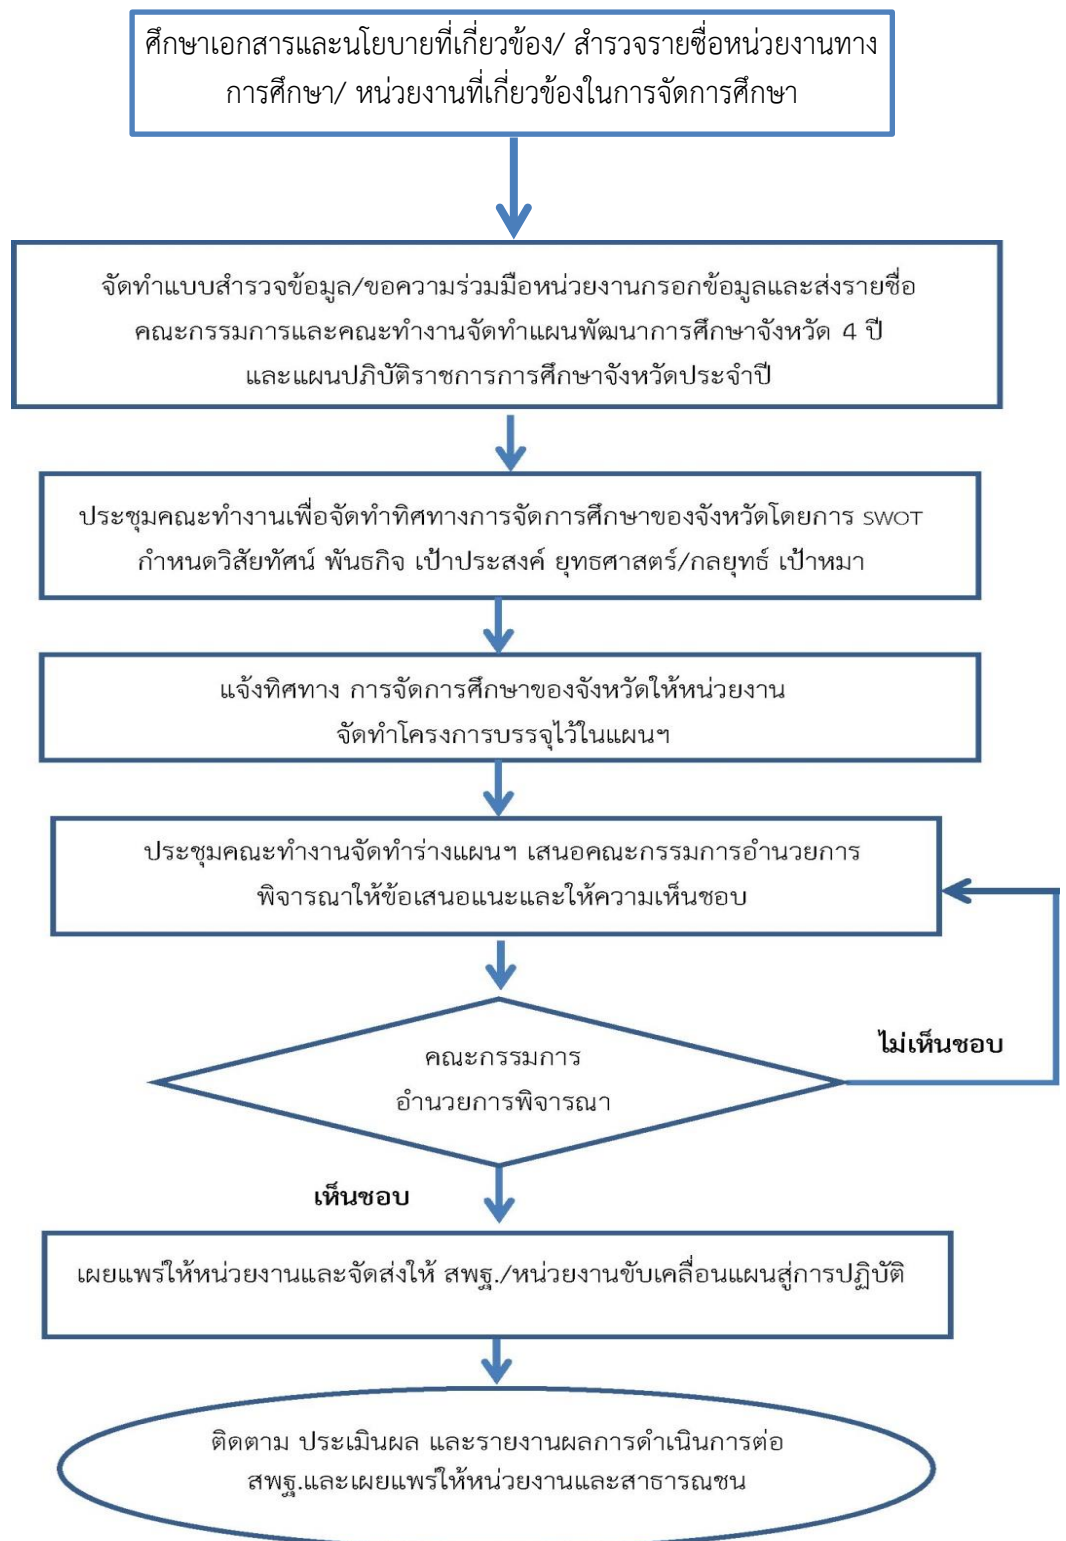 ศึกษาเอกสารและนโยบายที่เกี่ยวข้อง/ สำรวจรายชื่อหน่วยงานทาง
การศึกษา/ หน่วยงานที่เกี่ยวข้องในการจัดการศึกษา
จัดทำแบบสำรวจข้อมูล/ขอความร่วมมือหน่วยงานกรอกข้อมูลและส่งรายชื่อ
คณะกรรมการและคณะทำงานจัดทำแผนพัฒนาการศึกษาจังหวัด 4 ปี
และแผนปภิบัติราชการการศึกษาจังหวัดประจำปี
ประชุมคณะทำงานเพื่อจัดทำทิศทางการจัดการศึกษาของจังหวัดโดยการ SWOT
กำหนดวิสัยทัศน์ พันธกิจ เป้าประสงค์ ยุทธศาสตร์/กลยุทธ์ เป้าหมา
แจ้งทิศทาง การจัดการศึกษาของจังหวัดให้หน่วยงาน
จัดทำโครงการบรรจุไว้ในแผนฯ
ประชุมคณะทำงานจัดทำร่างแผนฯ เสนอคณะกรรมการอำนวยการ
พิจารณาให้ข้อเสนอแนะและให้ความเห็นชอบ
ไม่เห็นชอบ
คณะกรรมการ
อำนวยการพิจารณา
เห็นชอบ
เผยแพร่ให้หน่วยงานและจัดส่งให้ สพฐ./หน่วยงานขับเคลื่อนแผนสู่การปฏิบัติ
ติดตาม ประเมินผล และรายงานผลการดำเนินการต่อ
สพฐ.และเผยแพร่ให้หน่วยงานและสาธารณชน